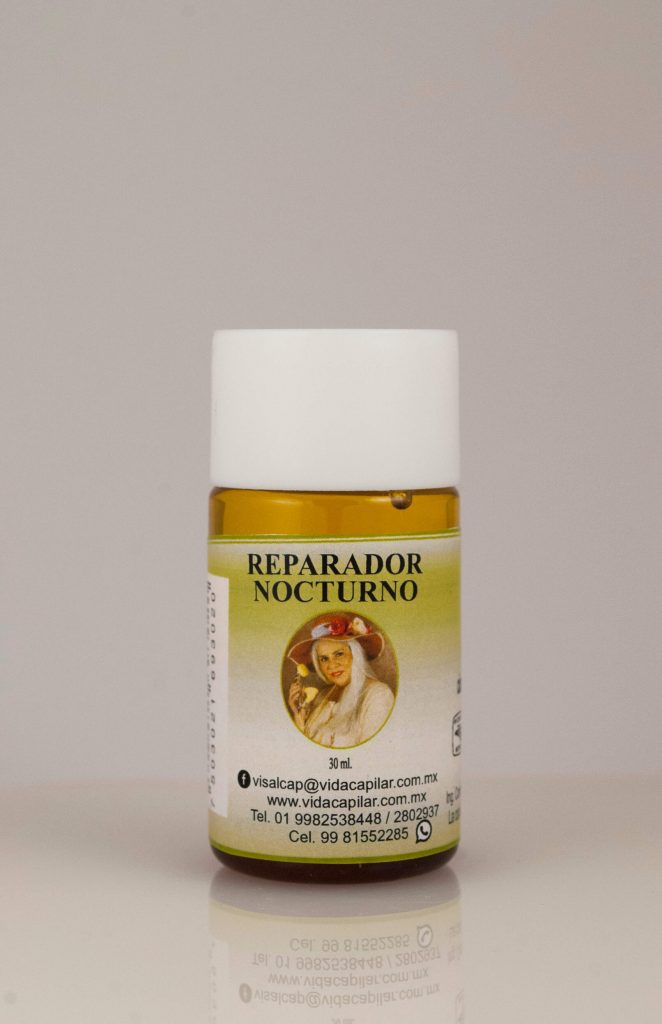 REPARADOR
NOCTURNO
30 ml.
visalcap@vidacapilar.com.mx
www.vidacapilar.com.mx
Tel. 01 9982538448 / 2802937
Cel. 99 81552285